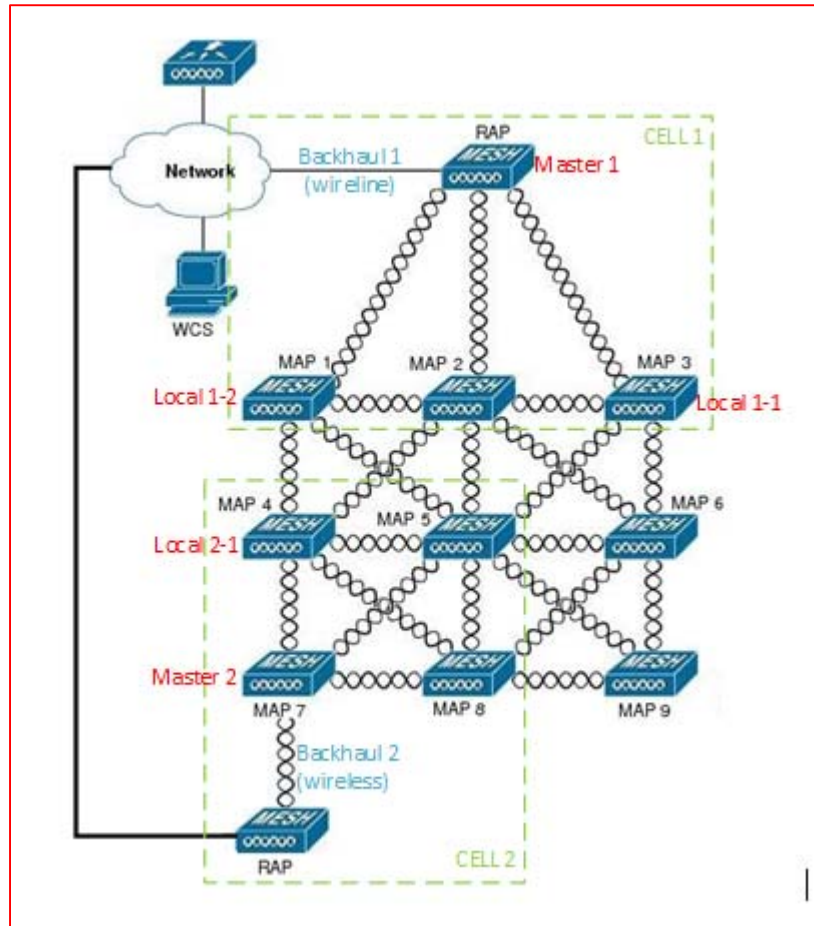 RAP
CELL 1
MESH
Backhaul 1
(wireline)
Master 1
Network
WCS
MAP 1
MAP 2
MAP 3
MESH
MESH
MESH
Local 1-2
Local 1-1
MAP 4
MAP 5
MAP 6
MESH
MESH
MESH
Local 2-1
MESH
MESH
MESH
Master 2
MAP 7
MAP 8
MAP 9
Backhaul 2
(wireless)
MESH
RAP
CELL 2